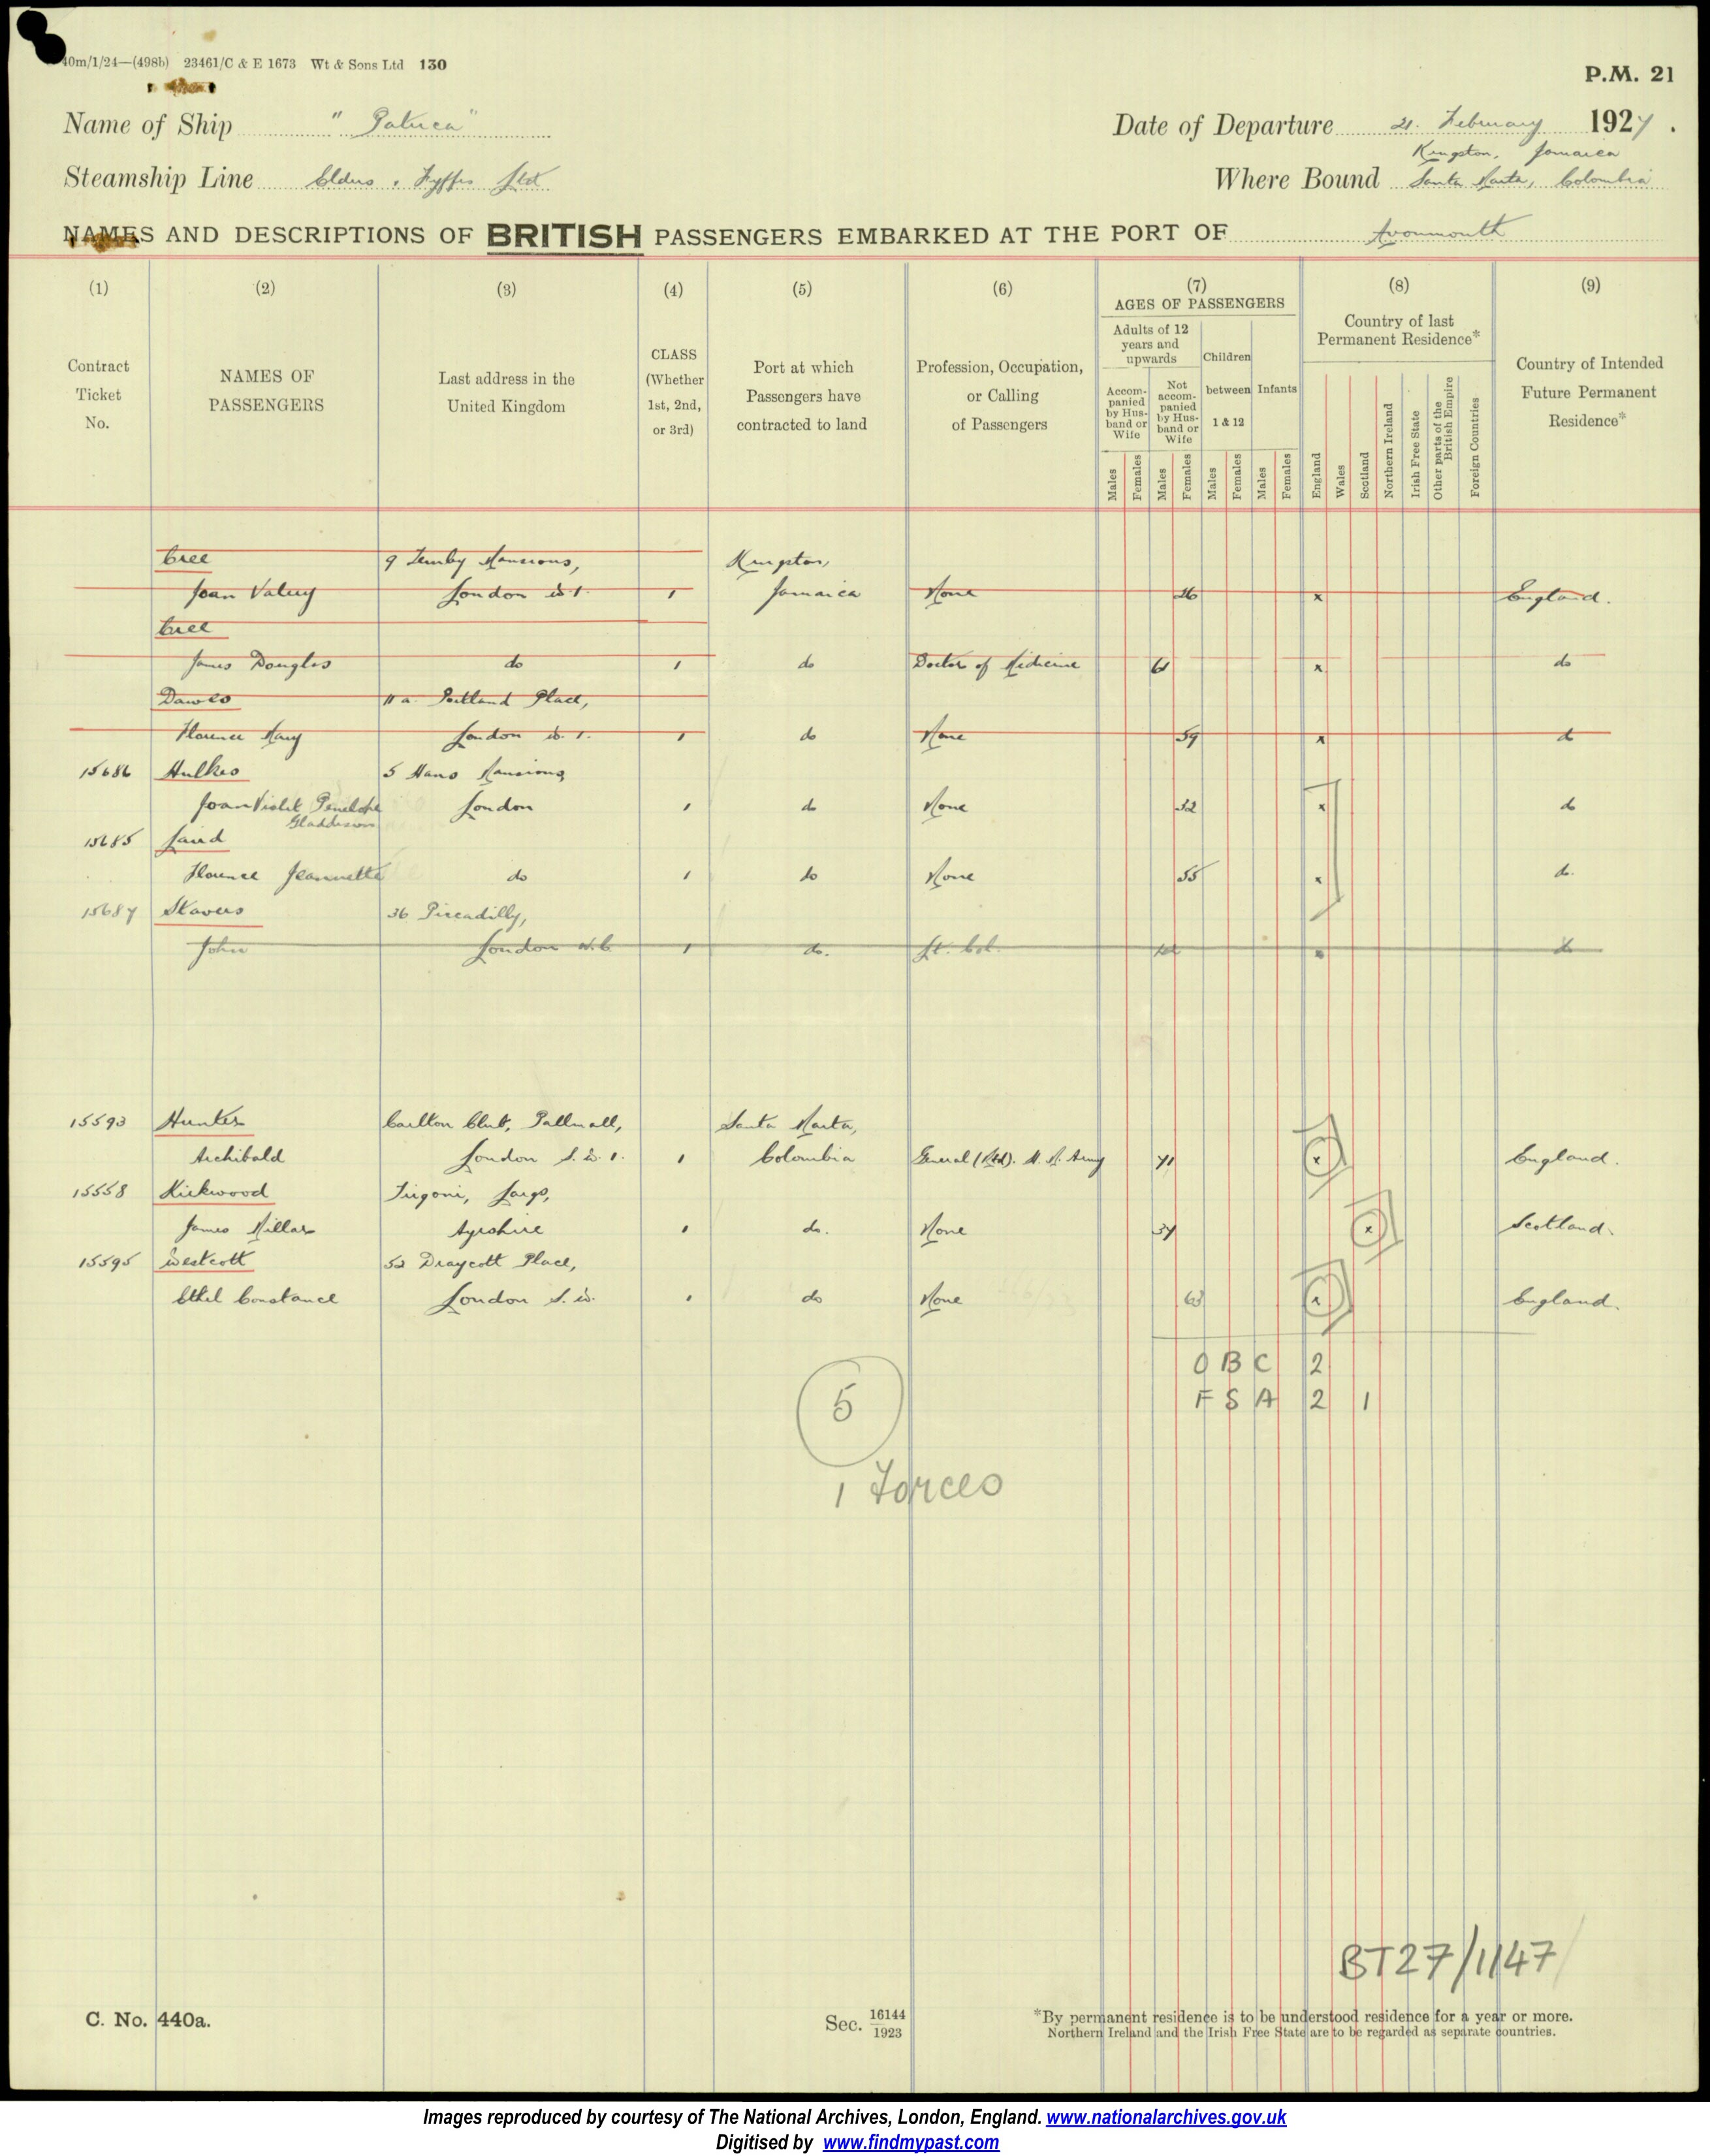 40m/1/24—(498b) 23461/C & E 1673 Wt & Sons Ltd 130
P.M. 21
Name of Ship "Patuca"
Date of Departure 21. February 1927.
Kingston, Jamaica
Steamship Line Elders & Fyffes Ltd
Where Bound Santa Marta, Colombia
NAMES AND DESCRIPTIONS OF BRITISH PASSENGERS EMBARKED AT THE PORT OF Avonmouth
(1) (2) (3) (4) (5) (6) (7) (8) (9)
Contract Ticket No.
NAMES OF PASSENGERS
Last address in the United Kingdom
CLASS (Whether 1st, 2nd, or 3rd)
Port at which Passengers have contracted to land
Profession, Occupation, or Calling of Passengers
AGES OF PASSENGERS
Adults of 12 years and upwards
Accompanied by Husband or Wife
Not accompanied by Husband or Wife
Children between 1 & 12
Infants
Males Females Males Females Males Females Males Females
Country of last Permanent Residence*
England Wales Scotland Northern Ireland Irish Free State Other parts of the British Empire Foreign Countries
Country of Intended Future Permanent Residence*
Cree 9 Tenby Mansions, Kingston,
Joan Valery London W.1. 1 Jamaica None 26 x England.
Cree
James Douglas do 1 do Doctor of Medicine 61 x do
Dawes 11a. Portland Place,
Florence Mary London W.1. 1 do None 59 x do
15686 Hulkes 5 Hans Mansions,
Joan Violet Penelope London 1 do None 32 x do
Gladdison
15685 Laird
Florence Jeannette do 1 do None 55 x do.
15687 Stavers 36 Piccadilly,
John London W.C. 1 do. Lt. Col. x do
15593 Hunter Carlton Club, Pallmall, Santa Marta,
Archibald London S.W.1. 1 Colombia General (Rtd). H.M. Army 71 x England.
15558 Kirkwood Tirgoni, Largs,
James Millar Ayrshire 1 do. None 37 x Scotland.
15595 Westcott 52 Draycott Place,
Ethel Constance London S.W. 1 do None 63 x England.
O B C 2
F S A 2 1
5
1 Forces
BT27/1147
C. No. 440a.
Sec. 16144/1923
*By permanent residence is to be understood residence for a year or more.
Northern Ireland and the Irish Free State are to be regarded as separate countries.
Images reproduced by courtesy of The National Archives, London, England. www.nationalarchives.gov.uk
Digitised by www.findmypast.com